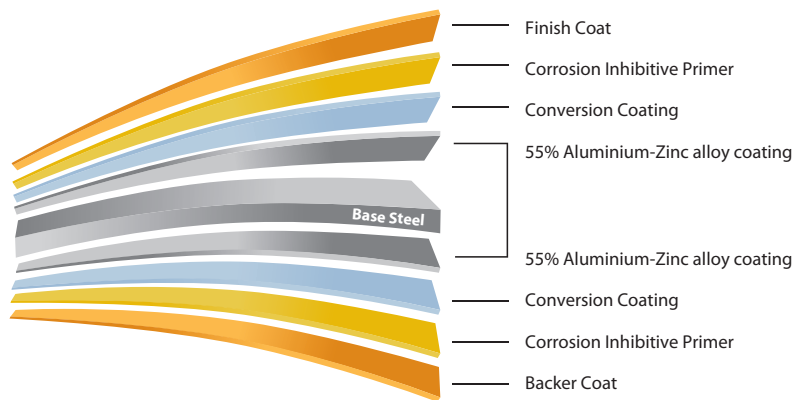 Finish Coat
Corrosion Inhibitive Primer
Conversion Coating
55% Aluminium-Zinc alloy coating
Base Steel
55% Aluminium-Zinc alloy coating
Conversion Coating
Corrosion Inhibitive Primer
Backer Coat